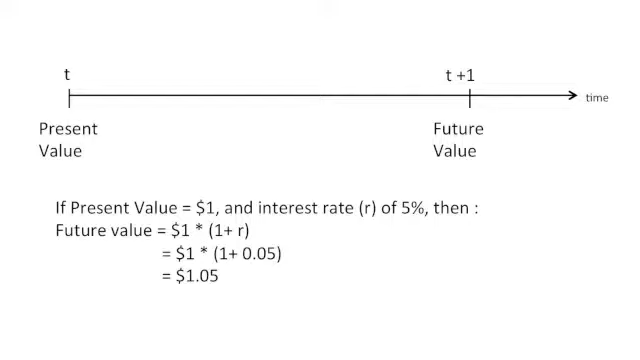 t
t +1
time
Present
Value
Future
Value
If Present Value = $1, and interest rate (r) of 5%, then :
Future value = $1 * (1+ r)
= $1 * (1+ 0.05)
= $1.05